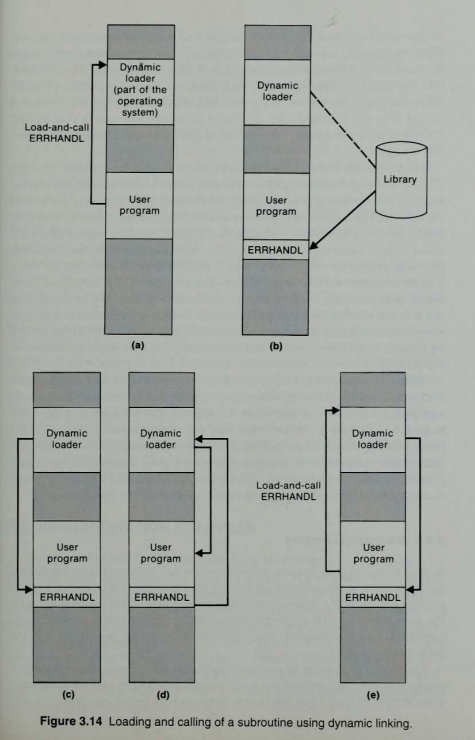 Dynamic
loader
(part of the
operating
system)
Load-and-call
ERRHANDL
User
program
(a)
Dynamic
loader
Library
User
program
ERRHANDL
(b)
Dynamic
loader
User
program
ERRHANDL
(c)
Dynamic
loader
User
program
ERRHANDL
(d)
Dynamic
loader
Load-and-call
ERRHANDL
User
program
ERRHANDL
(e)
Figure 3.14 Loading and calling of a subroutine using dynamic linking.